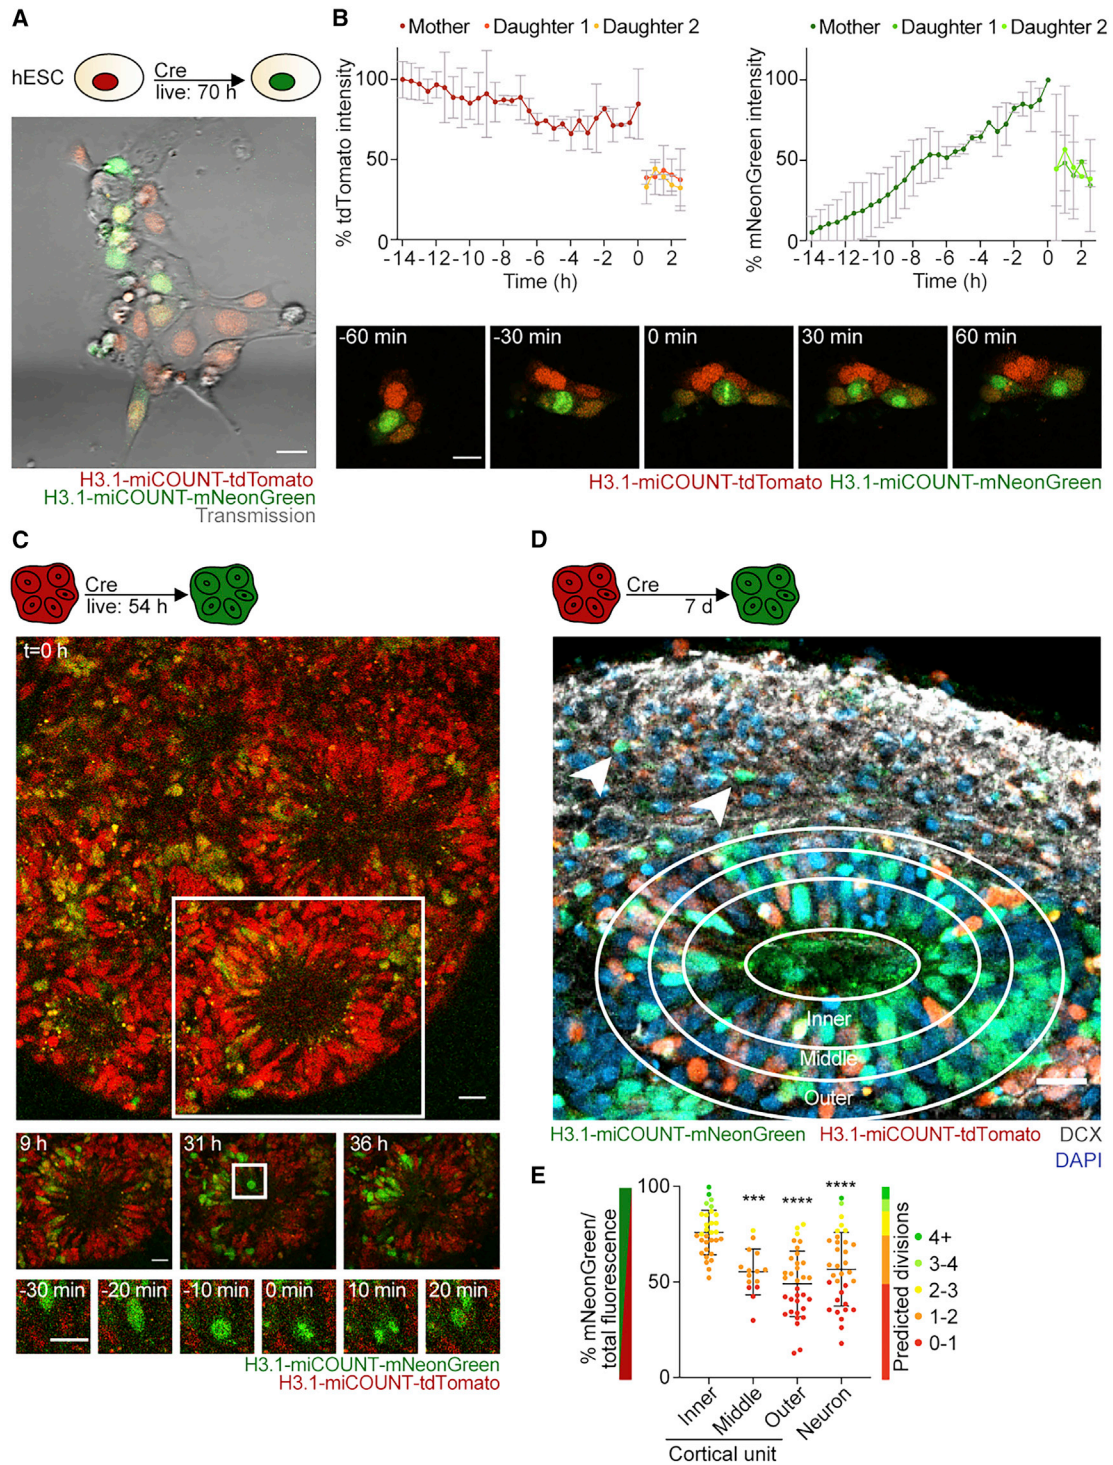 A
hESC
Cre
live: 70 h
H3.1-miCOUNT-tdTomato
H3.1-miCOUNT-mNeonGreen
Transmission
B
Mother Daughter 1 Daughter 2
% tdTomato intensity
100
50
0
-14 -12 -10 -8 -6 -4 -2 0 2
Time (h)
Mother Daughter 1 Daughter 2
% mNeonGreen intensity
100
50
0
-14 -12 -10 -8 -6 -4 -2 0 2
Time (h)
-60 min
-30 min
0 min
30 min
60 min
H3.1-miCOUNT-tdTomato H3.1-miCOUNT-mNeonGreen
C
Cre
live: 54 h
t=0 h
9 h
31 h
36 h
-30 min
-20 min
-10 min
0 min
10 min
20 min
H3.1-miCOUNT-mNeonGreen
H3.1-miCOUNT-tdTomato
D
Cre
7 d
Inner
Middle
Outer
H3.1-miCOUNT-mNeonGreen H3.1-miCOUNT-tdTomato DCX
DAPI
E
% mNeonGreen/
total fluorescence
100
50
0
***
****
****
Inner
Middle
Outer
Neuron
Cortical unit
Predicted divisions
4+
3-4
2-3
1-2
0-1